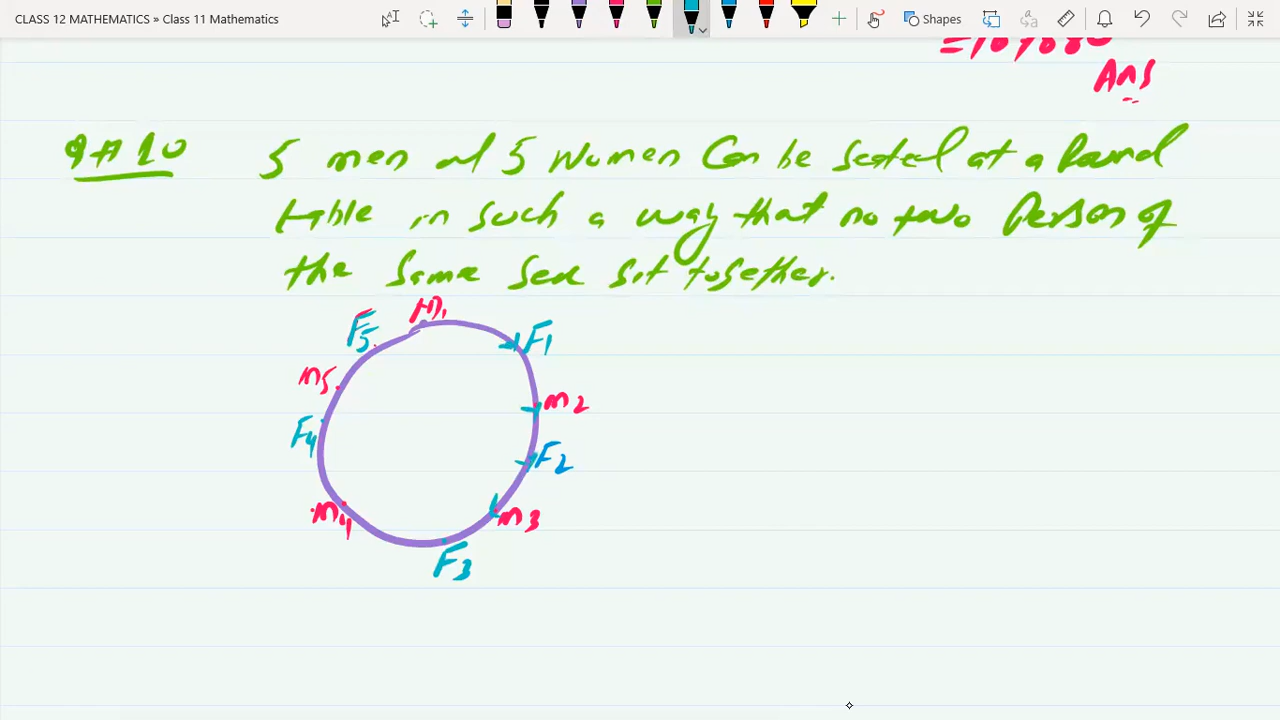 CLASS 12 MATHEMATICS » Class 11 Mathematics
Shapes
Ans
Q# 10 5 men and 5 Women Can be Seated at a Round
table in such a way that no two Person of
the Same Sex sit together.
M1
F5 F1
m5 m2
F4 F2
m4 m3
F3